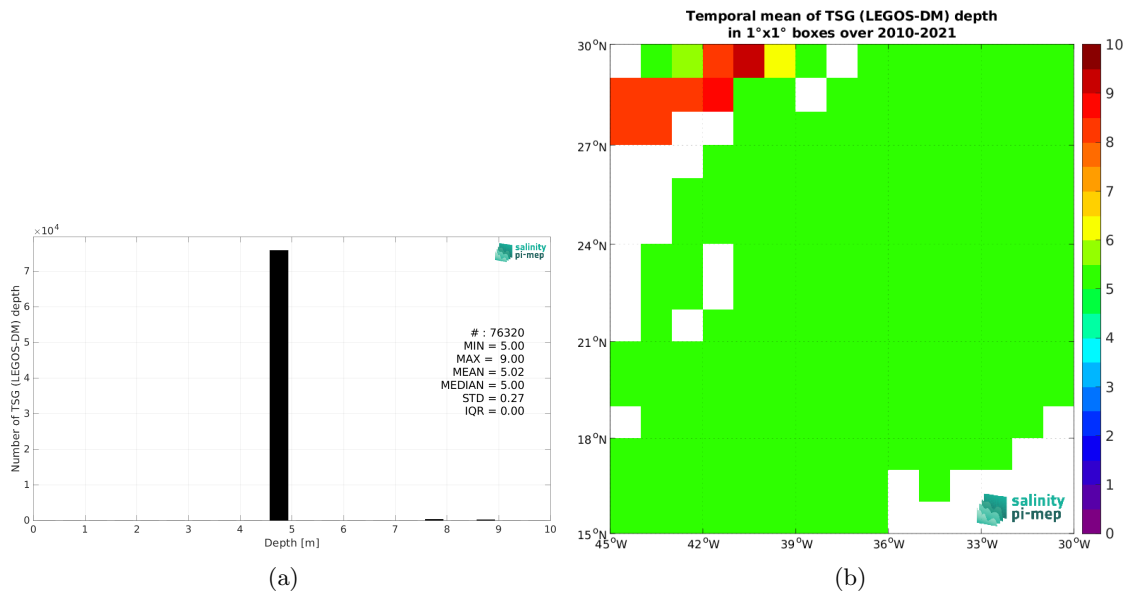 ×10⁴
7
6
5
4
3
2
1
0
Number of TSG (LEGOS-DM) depth
salinity
pi-mep
# : 76320
MIN = 5.00
MAX = 9.00
MEAN = 5.02
MEDIAN = 5.00
STD = 0.27
IQR = 0.00
0 1 2 3 4 5 6 7 8 9 10
Depth [m]
(a)
Temporal mean of TSG (LEGOS-DM) depth
in 1°x1° boxes over 2010-2021
30°N
27°N
24°N
21°N
18°N
15°N
45°W 42°W 39°W 36°W 33°W 30°W
salinity
pi-mep
10
9
8
7
6
5
4
3
2
1
0
(b)